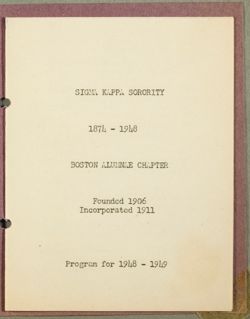 SIGMA KAPPA SORORITY
1874 - 1948
BOSTON ALUMNAE CHAPTER
Founded 1906
Incorporated 1911
Program for 1948 - 1949